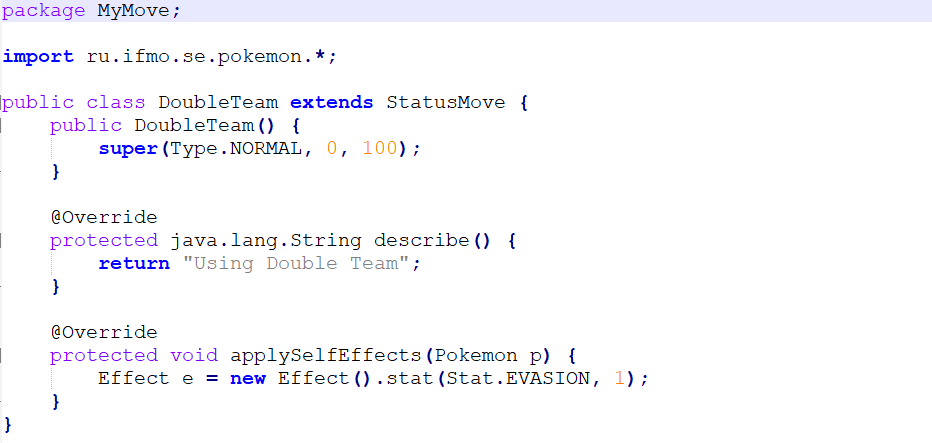 package MyMove;
import ru.ifmo.se.pokemon.*;
public class DoubleTeam extends StatusMove {
    public DoubleTeam() {
        super(Type.NORMAL, 0, 100);
    }
    @Override
    protected java.lang.String describe() {
        return "Using Double Team";
    }
    @Override
    protected void applySelfEffects(Pokemon p) {
        Effect e = new Effect().stat(Stat.EVASION, 1);
    }
}